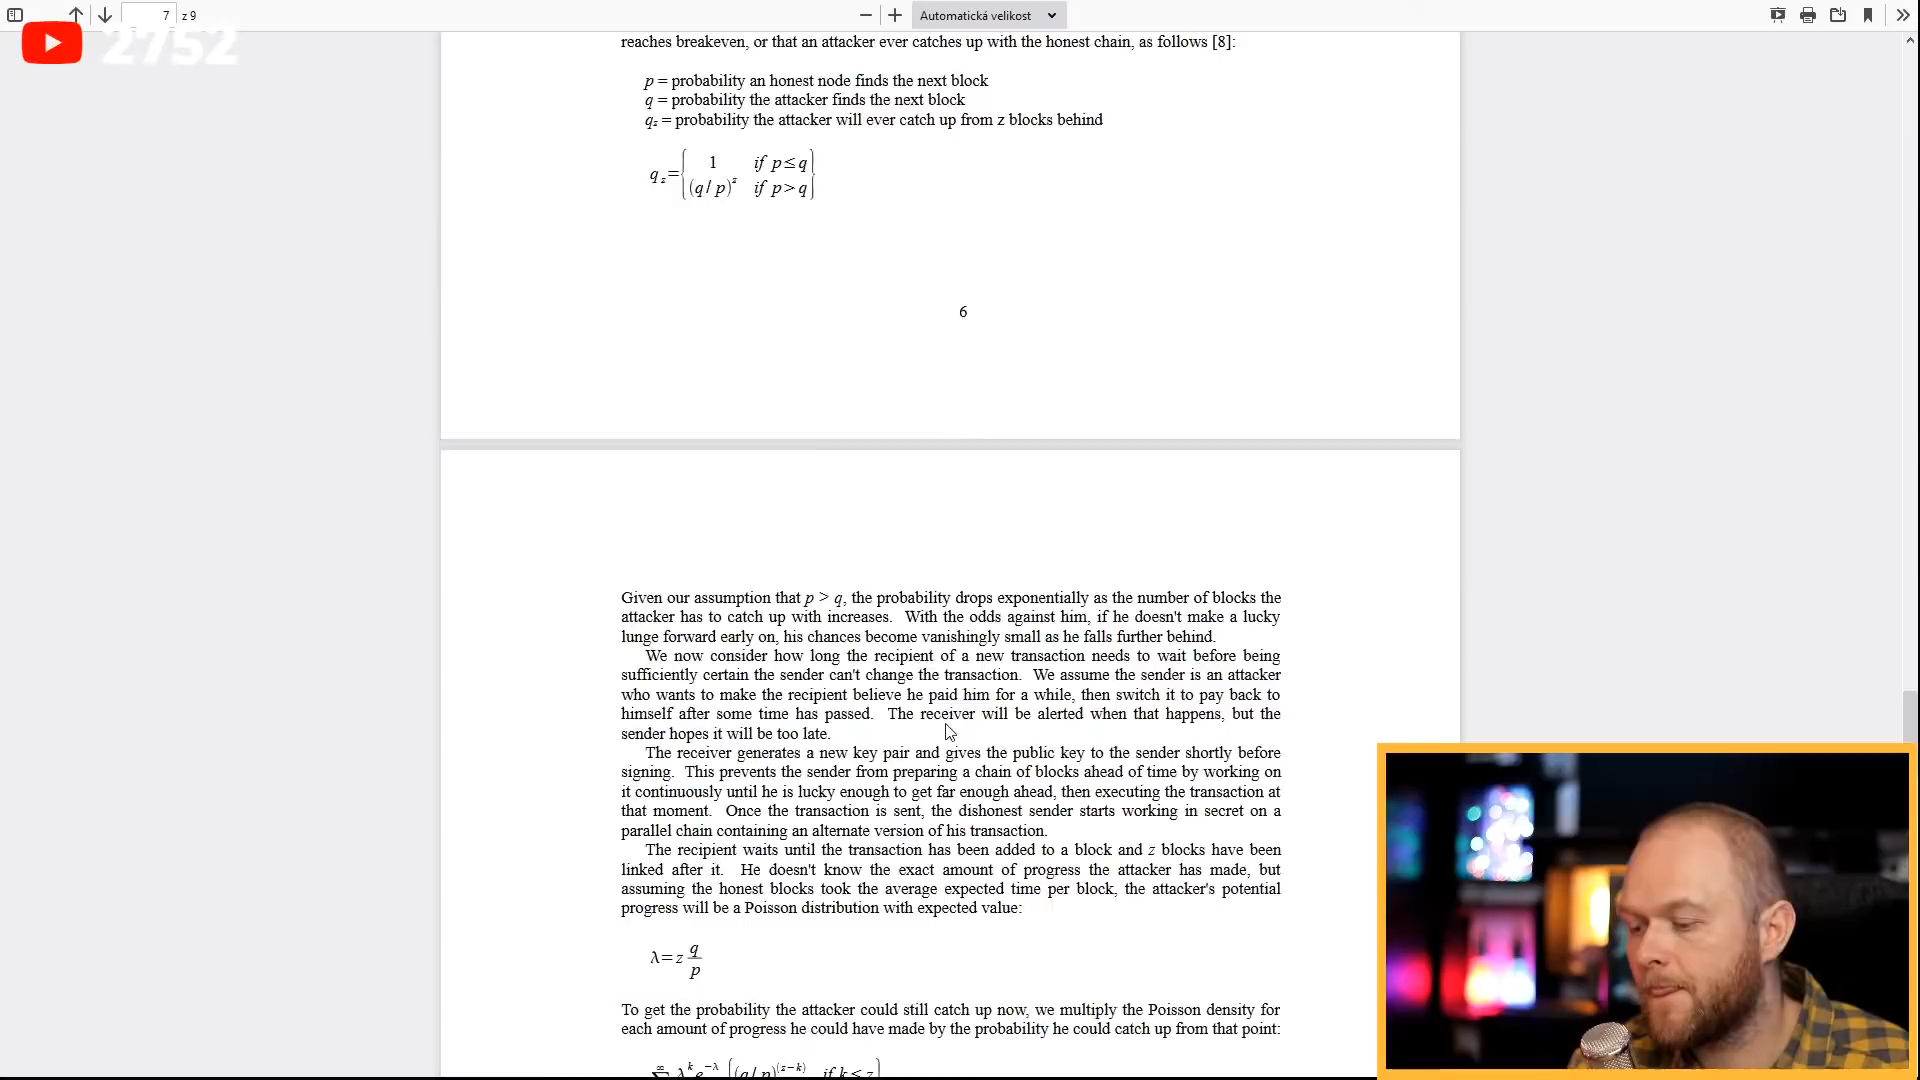 7 z 9
Automatická velikost
2752
reaches breakeven, or that an attacker ever catches up with the honest chain, as follows [8]:
p = probability an honest node finds the next block
q = probability the attacker finds the next block
qz = probability the attacker will ever catch up from z blocks behind
qz = { 1 if p ≤ q
(q/p)^z if p > q }
6
Given our assumption that p > q, the probability drops exponentially as the number of blocks the
attacker has to catch up with increases. With the odds against him, if he doesn't make a lucky
lunge forward early on, his chances become vanishingly small as he falls further behind.
We now consider how long the recipient of a new transaction needs to wait before being
sufficiently certain the sender can't change the transaction. We assume the sender is an attacker
who wants to make the recipient believe he paid him for a while, then switch it to pay back to
himself after some time has passed. The receiver will be alerted when that happens, but the
sender hopes it will be too late.
The receiver generates a new key pair and gives the public key to the sender shortly before
signing. This prevents the sender from preparing a chain of blocks ahead of time by working on
it continuously until he is lucky enough to get far enough ahead, then executing the transaction at
that moment. Once the transaction is sent, the dishonest sender starts working in secret on a
parallel chain containing an alternate version of his transaction.
The recipient waits until the transaction has been added to a block and z blocks have been
linked after it. He doesn't know the exact amount of progress the attacker has made, but
assuming the honest blocks took the average expected time per block, the attacker's potential
progress will be a Poisson distribution with expected value:
λ = z q/p
To get the probability the attacker could still catch up now, we multiply the Poisson density for
each amount of progress he could have made by the probability he could catch up from that point:
∞ λ^k e^−λ { (q/p)^(z−k) if k ≤ z }